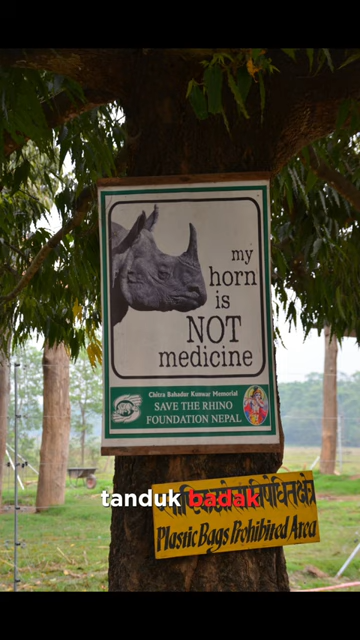 my
horn
is
NOT
medicine
Chitra Bahadur Kunwar Memorial
SAVE THE RHINO
FOUNDATION NEPAL
tanduk badak
Plastic Bags Prohibited Area